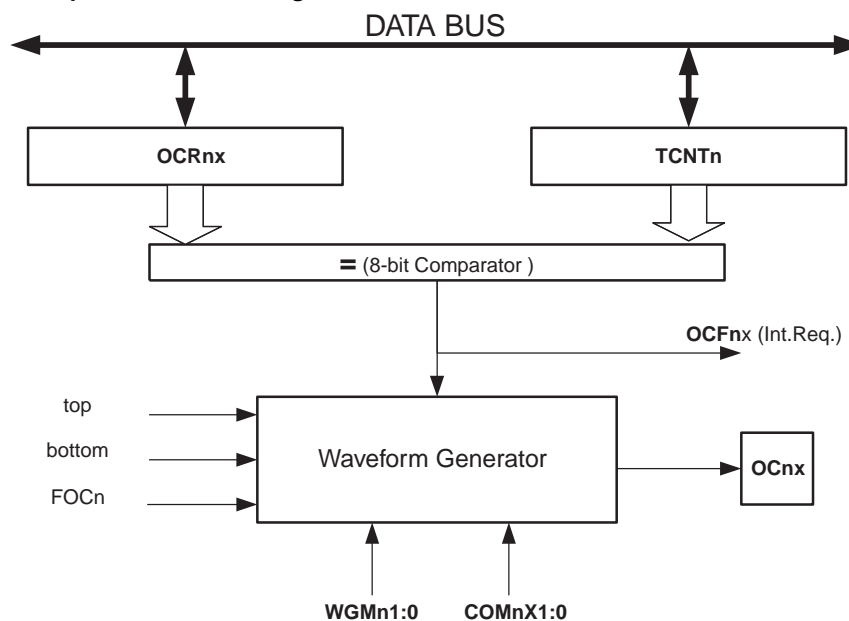 DATA BUS
OCRnx
TCNTn
= (8-bit Comparator )
OCFnx (Int.Req.)
top
bottom
FOCn
Waveform Generator
OCnx
WGMn1:0
COMnX1:0